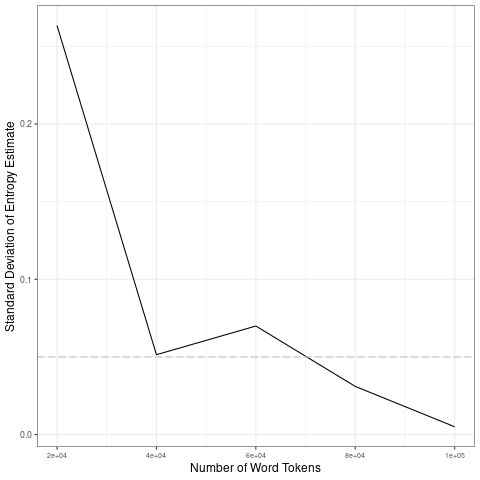 Standard Deviation of Entropy Estimate
0.2
0.1
0.0
2e+04 4e+04 6e+04 8e+04 1e+05
Number of Word Tokens